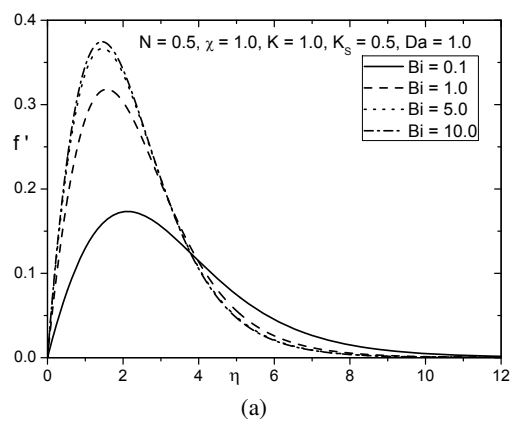 0.4
N = 0.5, χ = 1.0, K = 1.0, K_S = 0.5, Da = 1.0
Bi = 0.1
Bi = 1.0
Bi = 5.0
Bi = 10.0
0.3
f '
0.2
0.1
0.0
0 2 4 6 8 10 12
η
(a)